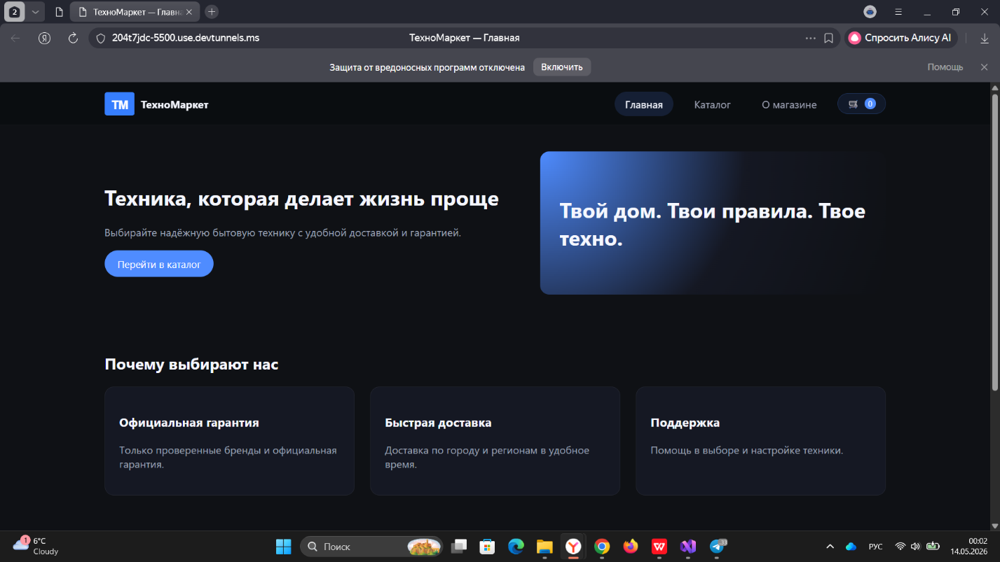 2
ТехноМаркет — Главна
Я
204t7jdc-5500.use.devtunnels.ms
ТехноМаркет — Главная
Спросить Алису AI
Защита от вредоносных программ отключена
Включить
Помощь
ТМ
ТехноМаркет
Главная
Каталог
О магазине
0
Техника, которая делает жизнь проще
Выбирайте надёжную бытовую технику с удобной доставкой и гарантией.
Перейти в каталог
Твой дом. Твои правила. Твое
техно.
Почему выбирают нас
Официальная гарантия
Только проверенные бренды и официальная
гарантия.
Быстрая доставка
Доставка по городу и регионам в удобное
время.
Поддержка
Помощь в выборе и настройке техники.
1
6°C
Cloudy
Поиск
33
РУС
00:02
14.05.2026